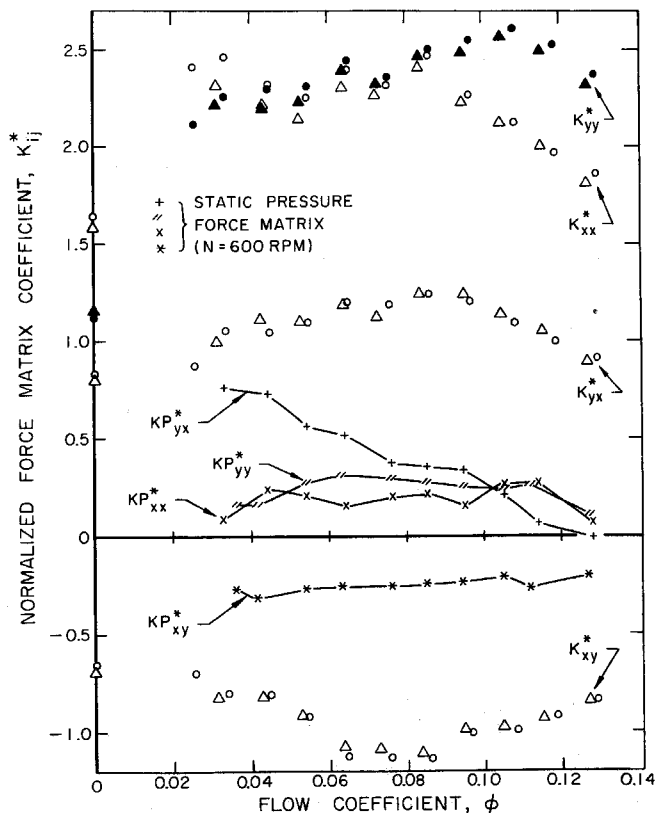 2.5
2.0
1.5
1.0
0.5
0
−0.5
−1.0
NORMALIZED FORCE MATRIX COEFFICIENT, K*ij
+ STATIC PRESSURE
// FORCE MATRIX
x (N = 600 RPM)
*
K*yy
K*xx
K*yx
KP*yx
KP*yy
KP*xx
KP*xy
K*xy
0 0.02 0.04 0.06 0.08 0.10 0.12 0.14
FLOW COEFFICIENT, φ